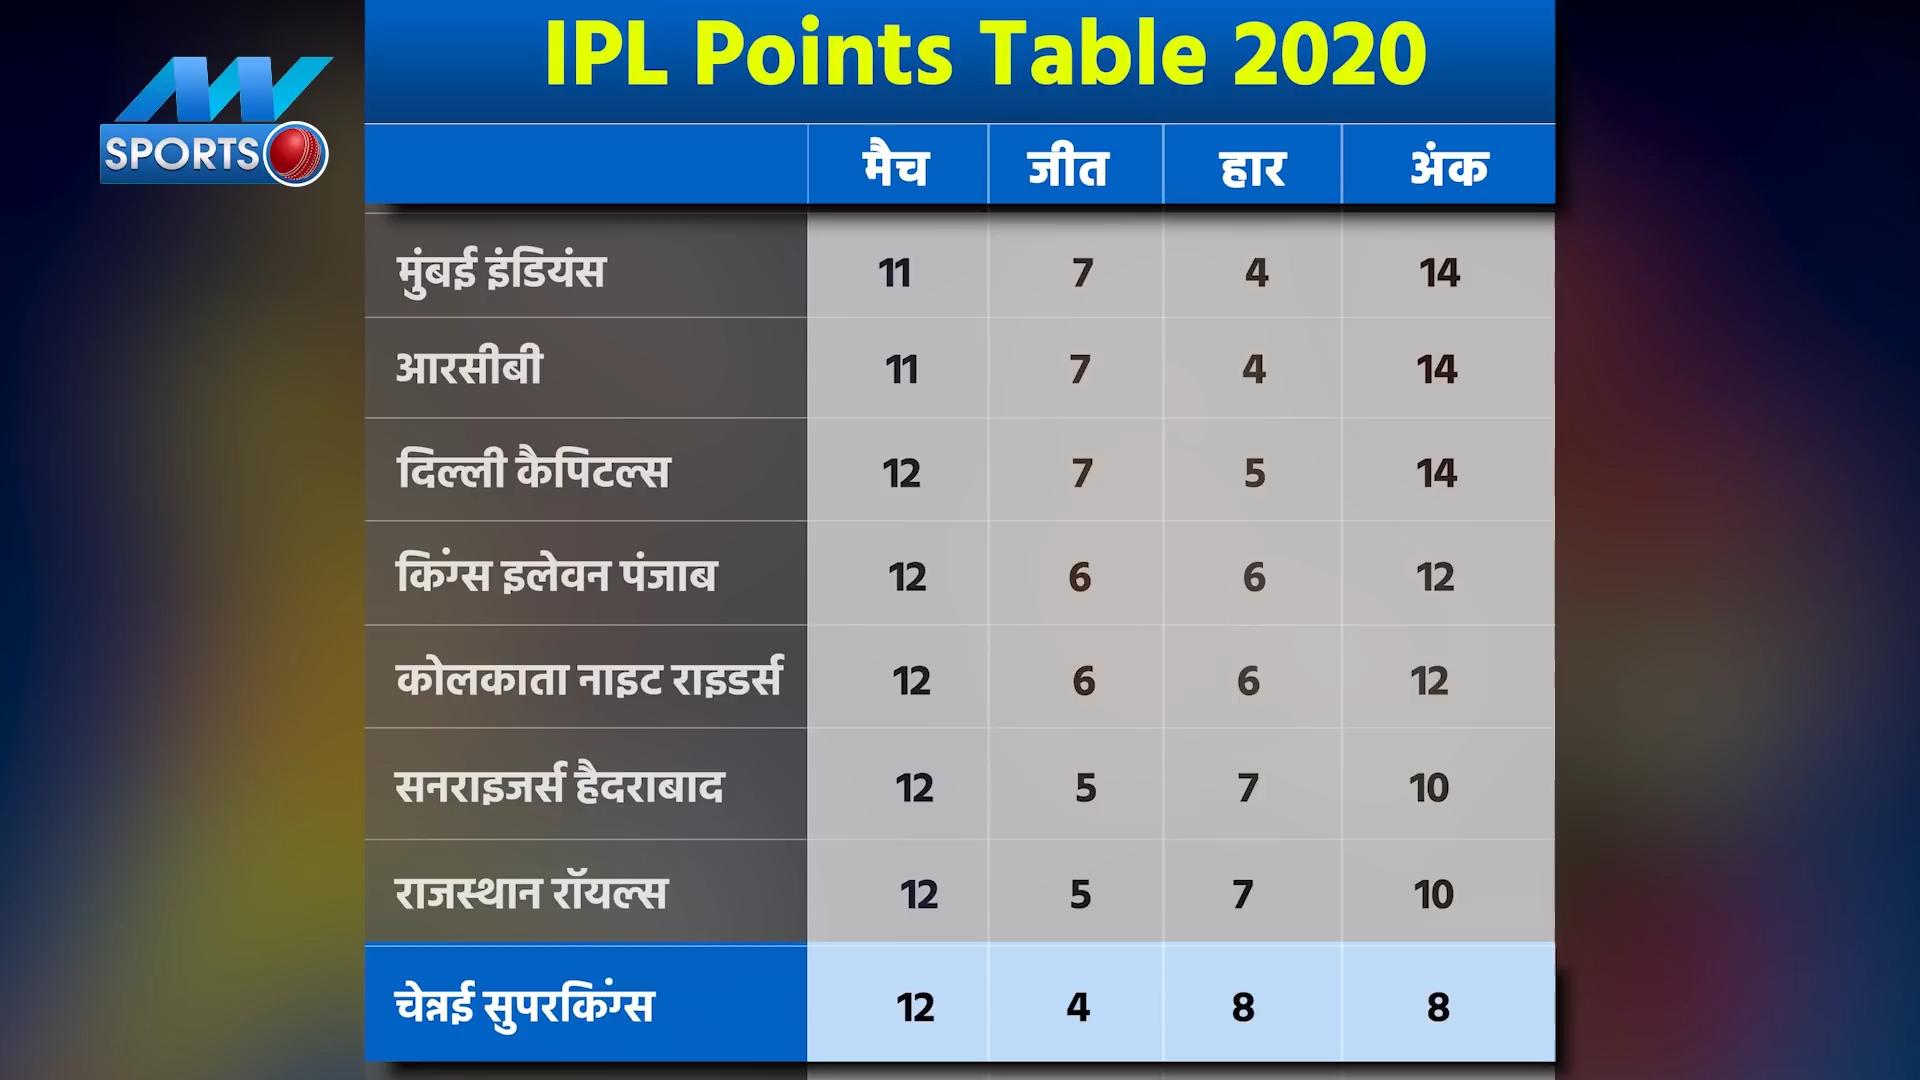 IPL Points Table 2020
AW
SPORTS
मैच जीत हार अंक
मुंबई इंडियंस 11 7 4 14
आरसीबी 11 7 4 14
दिल्ली कैपिटल्स 12 7 5 14
किंग्स इलेवन पंजाब 12 6 6 12
कोलकाता नाइट राइडर्स 12 6 6 12
सनराइजर्स हैदराबाद 12 5 7 10
राजस्थान रॉयल्स 12 5 7 10
चेन्नई सुपरकिंग्स 12 4 8 8